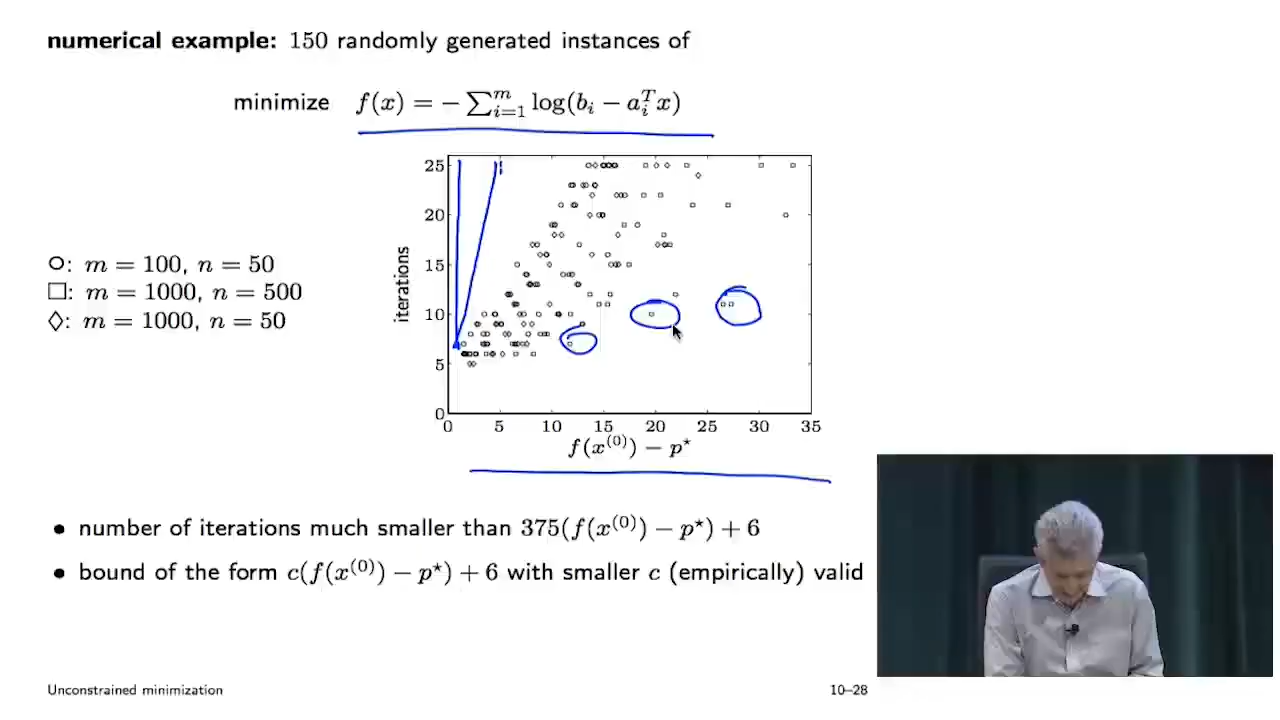 numerical example: 150 randomly generated instances of
minimize f(x) = − ∑ᵢ₌₁ᵐ log(bᵢ − aᵢᵀx)
○: m = 100, n = 50
□: m = 1000, n = 500
◇: m = 1000, n = 50
iterations
25
20
15
10
5
0
0 5 10 15 20 25 30 35
f(x⁽⁰⁾) − p⋆
• number of iterations much smaller than 375(f(x⁽⁰⁾) − p⋆) + 6
• bound of the form c(f(x⁽⁰⁾) − p⋆) + 6 with smaller c (empirically) valid
Unconstrained minimization 10–28